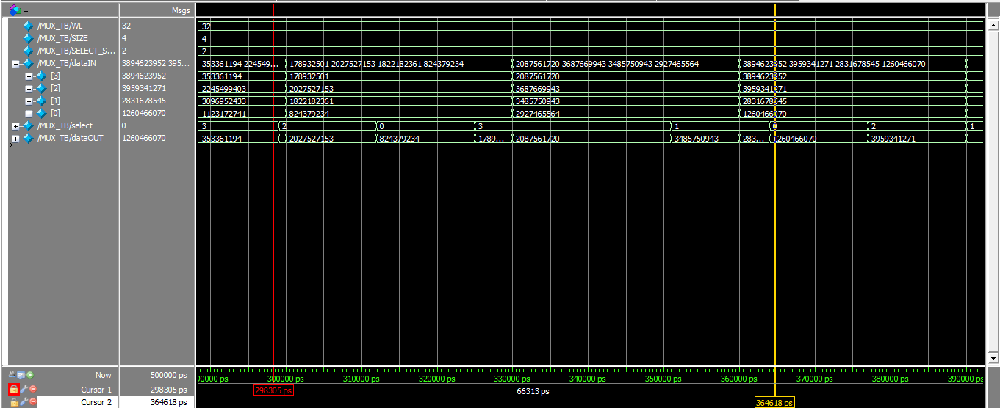 Msgs
/MUX_TB/WL 32 32
/MUX_TB/SIZE 4 4
/MUX_TB/SELECT_S... 2 2
/MUX_TB/dataIN 3894623952 395... 353361194 224549... 178932501 2027527153 1822182361 824379234 2087561720 3687669943 3485750943 2927465564 3894623952 3959341271 2831678545 1260466070
[3] 3894623952 353361194 178932501 2087561720 3894623952
[2] 3959341271 2245499403 2027527153 3687669943 3959341271
[1] 2831678545 3096952433 1822182361 3485750943 2831678545
[0] 1260466070 1123172741 824379234 2927465564 1260466070
/MUX_TB/select 0 3 2 0 3 1 0 2 1
/MUX_TB/dataOUT 1260466070 353361194 2027527153 824379234 1789... 2087561720 3485750943 283... 1260466070 3959341271
Now 500000 ps 90000 ps 300000 ps 310000 ps 320000 ps 330000 ps 340000 ps 350000 ps 360000 ps 370000 ps 380000 ps 390000 ps
Cursor 1 298305 ps 298305 ps 66313 ps
Cursor 2 364618 ps 364618 ps